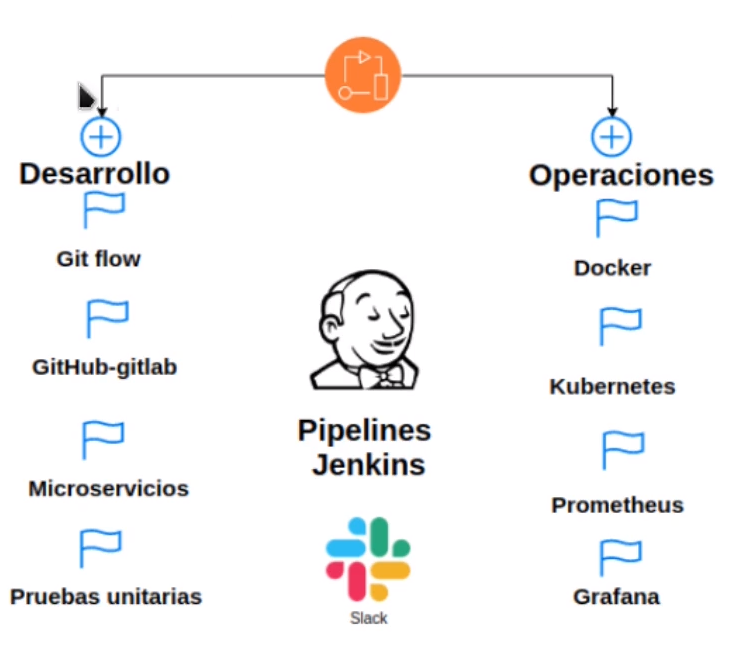 Desarrollo
Git flow
GitHub-gitlab
Microservicios
Pruebas unitarias
Pipelines
Jenkins
Slack
Operaciones
Docker
Kubernetes
Prometheus
Grafana